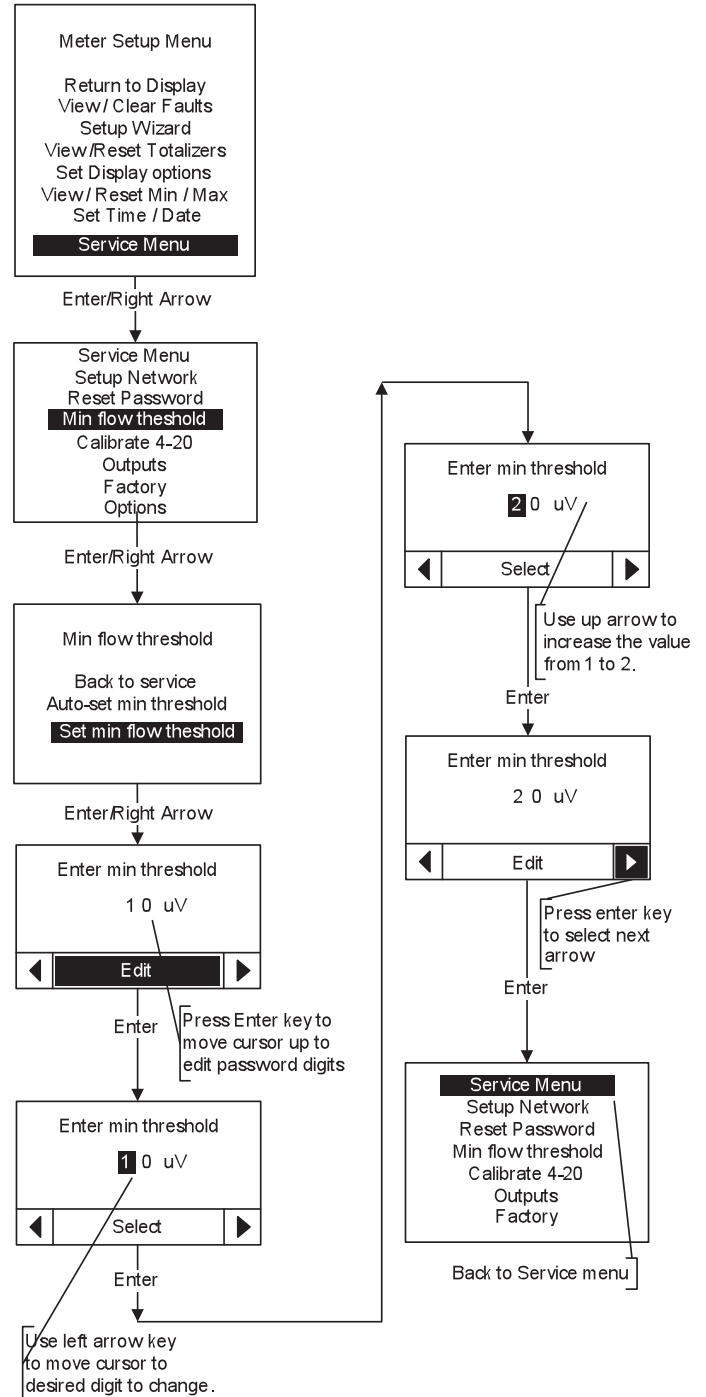 Meter Setup Menu
Return to Display
View / Clear Faults
Setup Wizard
View/Reset Totalizers
Set Display options
View / Reset Min / Max
Set Time / Date
Service Menu
Enter/Right Arrow
Service Menu
Setup Network
Reset Password
Min flow theshold
Calibrate 4-20
Outputs
Factory
Options
Enter/Right Arrow
Min flow threshold
Back to service
Auto-set min threshold
Set min flow theshold
Enter/Right Arrow
Enter min threshold
1 0 uV
Edit
Enter
Press Enter key to
move cursor up to
edit password digits
Enter min threshold
1 0 uV
Select
Enter
Use left arrow key
to move cursor to
desired digit to change.
Enter min threshold
2 0 uV
Select
Use up arrow to
increase the value
from 1 to 2.
Enter
Enter min threshold
2 0 uV
Edit
Press enter key
to select next
arrow
Enter
Service Menu
Setup Network
Reset Password
Min flow threshold
Calibrate 4-20
Outputs
Factory
Back to Service menu